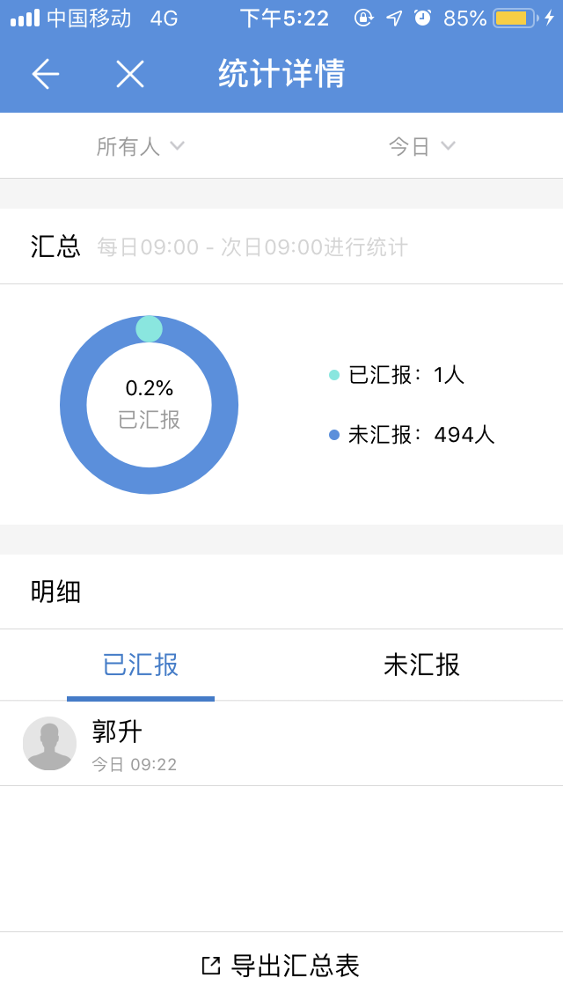 中国移动 4G 下午5:22 85%
统计详情
所有人 今日
汇总 每日09:00 - 次日09:00进行统计
0.2%
已汇报
已汇报：1人
未汇报：494人
明细
已汇报 未汇报
郭升
今日 09:22
导出汇总表